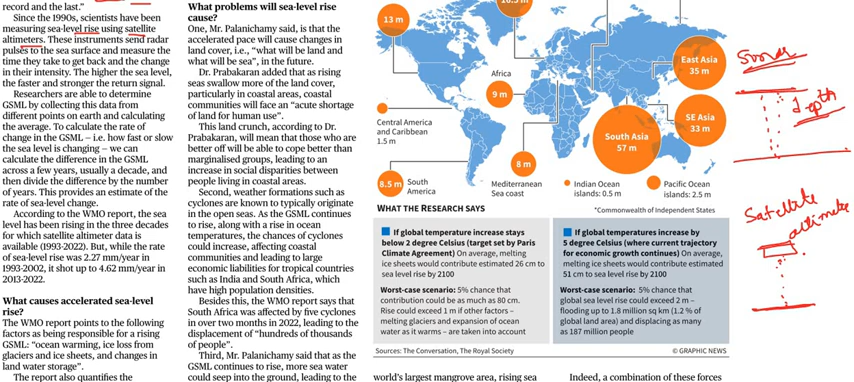 record and the last."
Since the 1990s, scientists have been
measuring sea-level rise using satellite
altimeters. These instruments send radar
pulses to the sea surface and measure the
time they take to get back and the change
in their intensity. The higher the sea level,
the faster and stronger the return signal.
Researchers are able to determine
GSML by collecting this data from
different points on earth and calculating
the average. To calculate the rate of
change in the GSML – i.e. how fast or slow
the sea level is changing – we can
calculate the difference in the GSML
across a few years, usually a decade, and
then divide the difference by the number
of years. This provides an estimate of the
rate of sea-level change.
According to the WMO report, the sea
level has been rising in the three decades
for which satellite altimeter data is
available (1993-2022). But, while the rate
of sea-level rise was 2.27 mm/year in
1993-2002, it shot up to 4.62 mm/year in
2013-2022.
What causes accelerated sea-level
rise?
The WMO report points to the following
factors as being responsible for a rising
GSML: "ocean warming, ice loss from
glaciers and ice sheets, and changes in
land water storage".
The report also quantifies the
What problems will sea-level rise
cause?
One, Mr. Palanichamy said, is that the
accelerated pace will cause changes in
land cover, i.e., "what will be land and
what will be sea", in the future.
Dr. Prabakaran added that as rising
seas swallow more of the land cover,
particularly in coastal areas, coastal
communities will face an "acute shortage
of land for human use".
This land crunch, according to Dr.
Prabakaran, will mean that those who are
better off will be able to cope better than
marginalised groups, leading to an
increase in social disparities between
people living in coastal areas.
Second, weather formations such as
cyclones are known to typically originate
in the open seas. As the GSML continues
to rise, along with a rise in ocean
temperatures, the chances of cyclones
could increase, affecting coastal
communities and leading to large
economic liabilities for tropical countries
such as India and South Africa, which
have high population densities.
Besides this, the WMO report says that
South Africa was affected by five cyclones
in over two months in 2022, leading to the
displacement of "hundreds of thousands
of people".
Third, Mr. Palanichamy said that as the
GSML continues to rise, more sea water
could seep into the ground, leading to the
13 m
East Asia
35 m
Africa
9 m
SE Asia
33 m
Central America
and Caribbean
1.5 m
South Asia
57 m
8.5 m
South
America
8 m
Mediterranean
Sea coast
Indian Ocean
islands: 0.5 m
Pacific Ocean
islands: 2.5 m
WHAT THE RESEARCH SAYS
*Commonwealth of Independent States
If global temperature increase stays
below 2 degree Celsius (target set by Paris
Climate Agreement) On average, melting
ice sheets would contribute estimated 26 cm to
sea level rise by 2100
Worst-case scenario: 5% chance that
contribution could be as much as 80 cm.
Rise could exceed 1 m if other factors –
melting glaciers and expansion of ocean
water as it warms – are taken into account
If global temperatures increase by
5 degree Celsius (where current trajectory
for economic growth continues) On average,
melting ice sheets would contribute estimated
51 cm to sea level rise by 2100
Worst-case scenario: 5% chance that
global sea level rise could exceed 2 m –
flooding up to 1.8 million sq km (1.2 % of
global land area) and displacing as many
as 187 million people
Sources: The Conversation, The Royal Society
© GRAPHIC NEWS
world's largest mangrove area, rising sea
Indeed, a combination of these forces
depth
Satellite